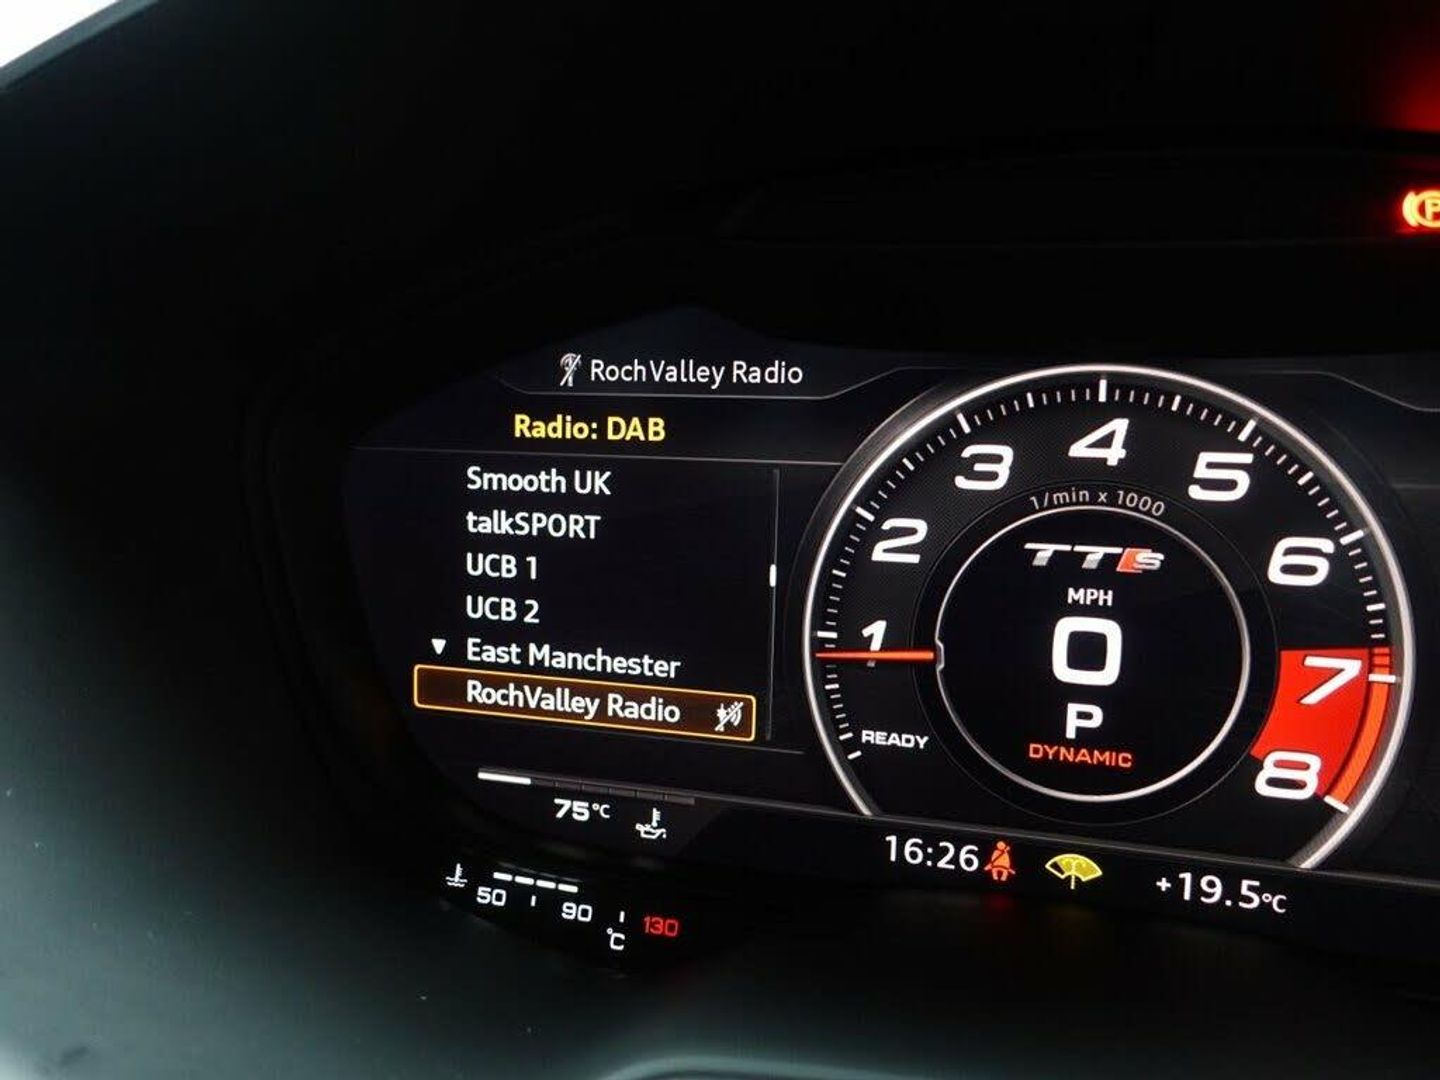 RochValley Radio
Radio: DAB
Smooth UK
talkSPORT
UCB 1
UCB 2
East Manchester
RochValley Radio
75°C
50 90 130
°C
1 2 3 4 5 6 7 8
1/min x 1000
TTS
MPH
0
P
DYNAMIC
READY
16:26
+19.5°C
P